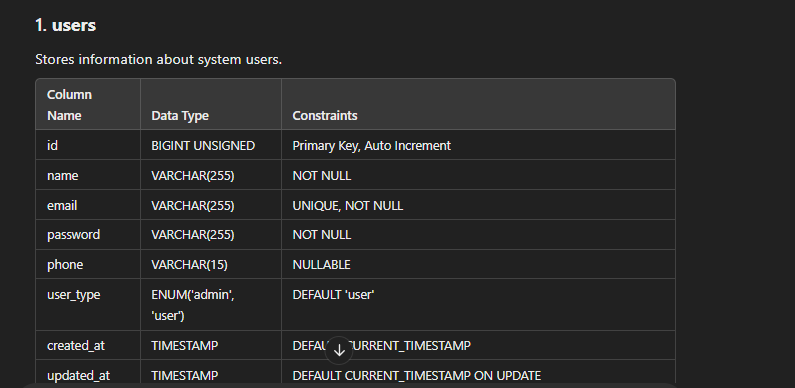 1. users
Stores information about system users.
Column Name Data Type Constraints
id BIGINT UNSIGNED Primary Key, Auto Increment
name VARCHAR(255) NOT NULL
email VARCHAR(255) UNIQUE, NOT NULL
password VARCHAR(255) NOT NULL
phone VARCHAR(15) NULLABLE
user_type ENUM('admin', 'user') DEFAULT 'user'
created_at TIMESTAMP CURRENT_TIMESTAMP
updated_at TIMESTAMP DEFAULT CURRENT_TIMESTAMP ON UPDATE